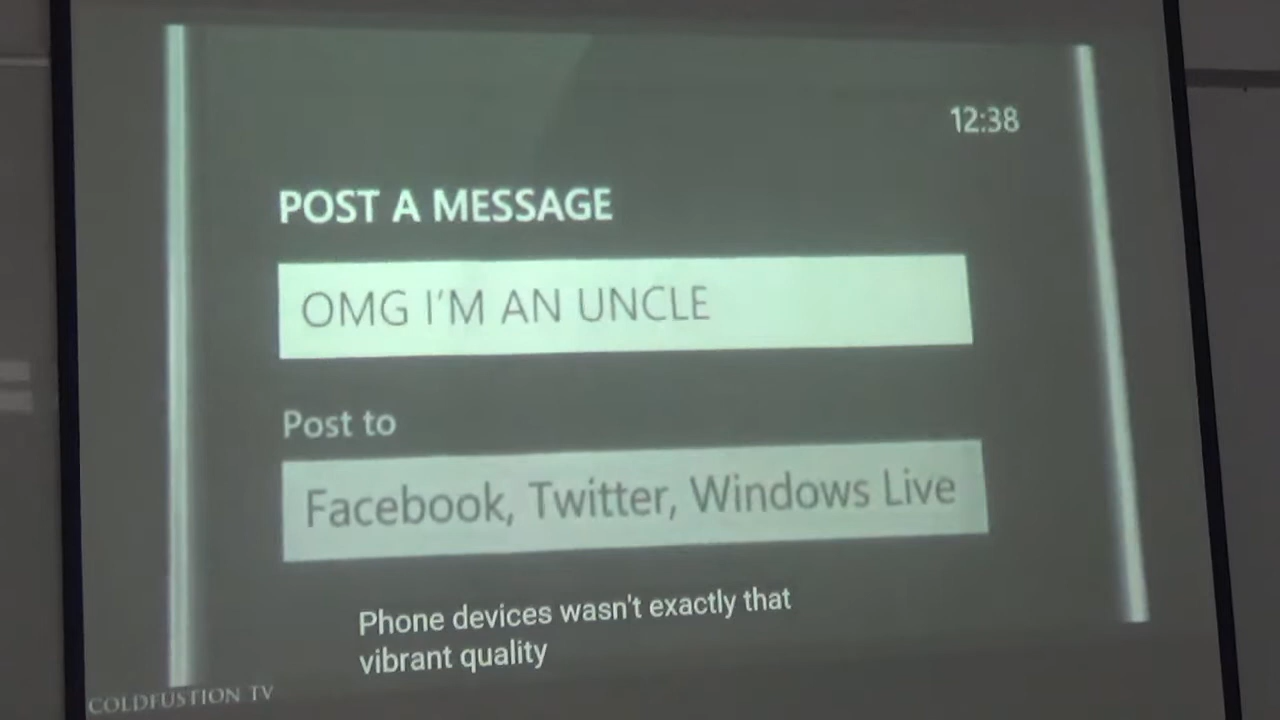 12:38
POST A MESSAGE
OMG I'M AN UNCLE
Post to
Facebook, Twitter, Windows Live
Phone devices wasn't exactly that
vibrant quality
COLDFUSTION TV